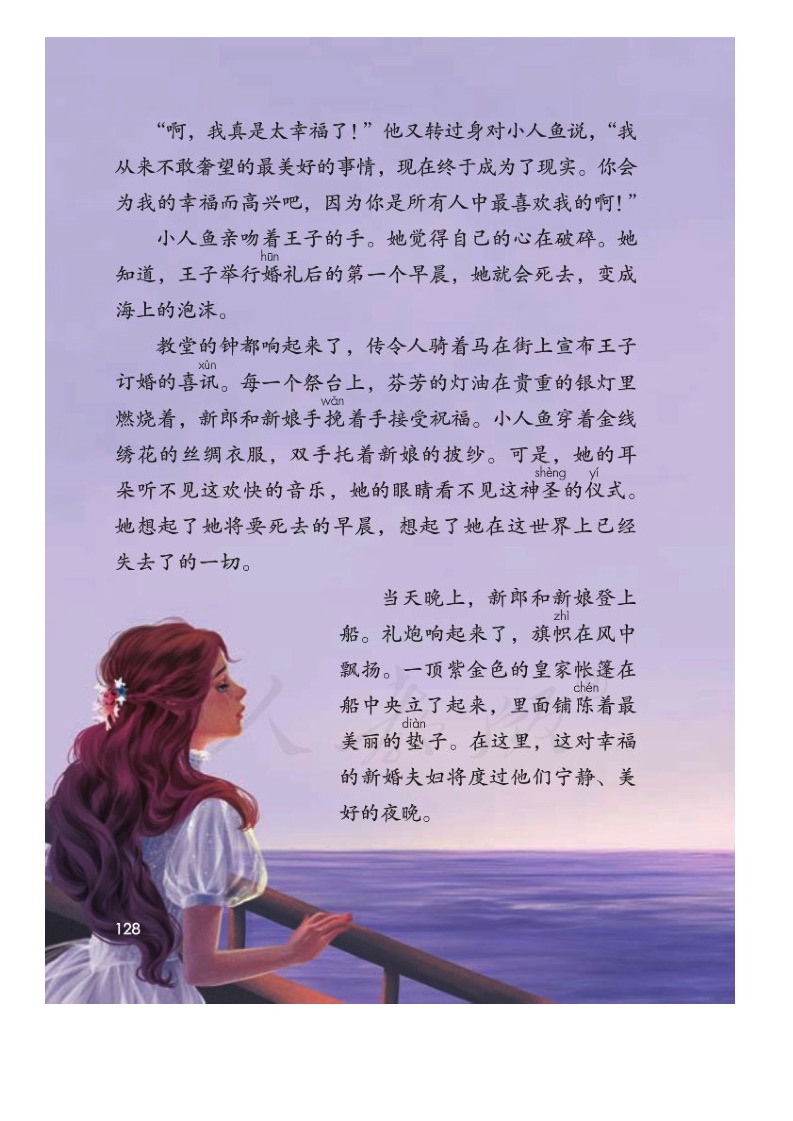 “啊，我真是太幸福了！”他又转过身对小人鱼说，“我
从来不敢奢望的最美好的事情，现在终于成为了现实。你会
为我的幸福而高兴吧，因为你是所有人中最喜欢我的啊！”
小人鱼亲吻着王子的手。她觉得自己的心在破碎。她
hūn
知道，王子举行婚礼后的第一个早晨，她就会死去，变成
海上的泡沫。
教堂的钟都响起来了，传令人骑着马在街上宣布王子
xùn
订婚的喜讯。每一个祭台上，芬芳的灯油在贵重的银灯里
wǎn
燃烧着，新郎和新娘手挽着手接受祝福。小人鱼穿着金线
绣花的丝绸衣服，双手托着新娘的披纱。可是，她的耳
shèng yí
朵听不见这欢快的音乐，她的眼睛看不见这神圣的仪式。
她想起了她将要死去的早晨，想起了她在这世界上已经
失去了的一切。
当天晚上，新郎和新娘登上
zhì
船。礼炮响起来了，旗帜在风中
飘扬。一顶紫金色的皇家帐篷在
chén
船中央立了起来，里面铺陈着最
diàn
美丽的垫子。在这里，这对幸福
的新婚夫妇将度过他们宁静、美
好的夜晚。
128